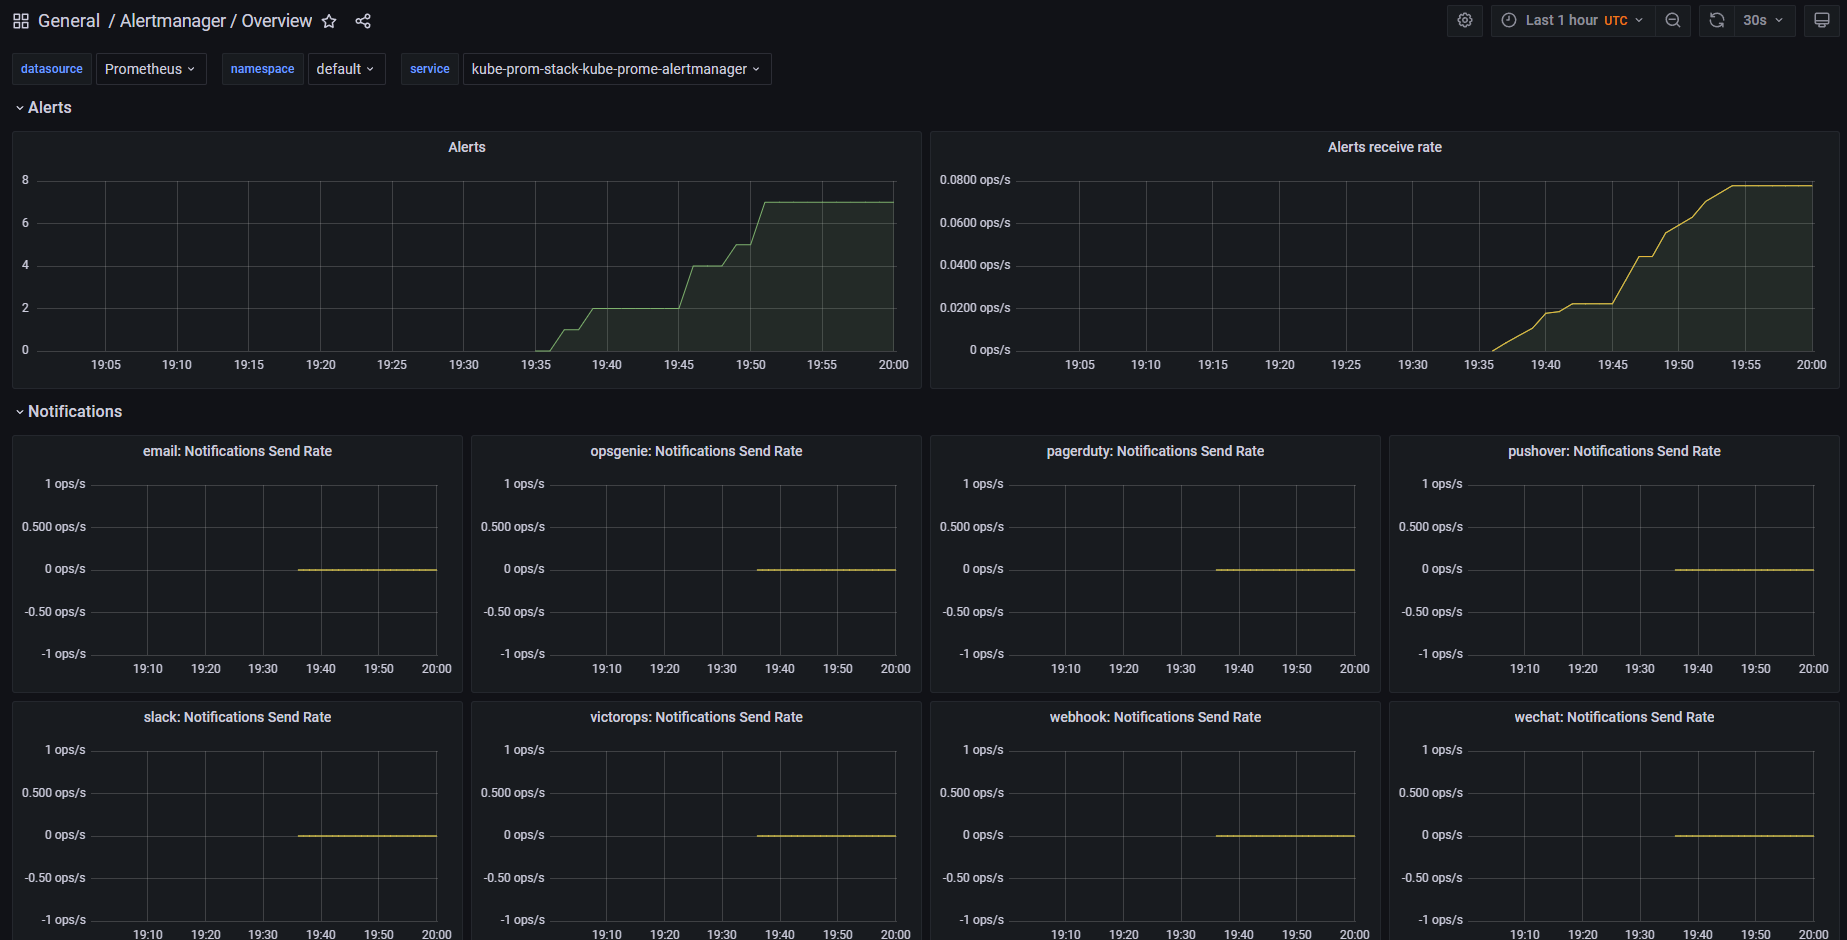 General / Alertmanager / Overview
Last 1 hour UTC
30s
datasource Prometheus namespace default service kube-prom-stack-kube-prome-alertmanager
Alerts
Alerts
8
6
4
2
0
19:05 19:10 19:15 19:20 19:25 19:30 19:35 19:40 19:45 19:50 19:55 20:00
Alerts receive rate
0.0800 ops/s
0.0600 ops/s
0.0400 ops/s
0.0200 ops/s
0 ops/s
19:05 19:10 19:15 19:20 19:25 19:30 19:35 19:40 19:45 19:50 19:55 20:00
Notifications
email: Notifications Send Rate
1 ops/s
0.500 ops/s
0 ops/s
-0.50 ops/s
-1 ops/s
19:10 19:20 19:30 19:40 19:50 20:00
opsgenie: Notifications Send Rate
1 ops/s
0.500 ops/s
0 ops/s
-0.50 ops/s
-1 ops/s
19:10 19:20 19:30 19:40 19:50 20:00
pagerduty: Notifications Send Rate
1 ops/s
0.500 ops/s
0 ops/s
-0.50 ops/s
-1 ops/s
19:10 19:20 19:30 19:40 19:50 20:00
pushover: Notifications Send Rate
1 ops/s
0.500 ops/s
0 ops/s
-0.50 ops/s
-1 ops/s
19:10 19:20 19:30 19:40 19:50 20:00
slack: Notifications Send Rate
1 ops/s
0.500 ops/s
0 ops/s
-0.50 ops/s
-1 ops/s
19:10 19:20 19:30 19:40 19:50 20:00
victorops: Notifications Send Rate
1 ops/s
0.500 ops/s
0 ops/s
-0.50 ops/s
-1 ops/s
19:10 19:20 19:30 19:40 19:50 20:00
webhook: Notifications Send Rate
1 ops/s
0.500 ops/s
0 ops/s
-0.50 ops/s
-1 ops/s
19:10 19:20 19:30 19:40 19:50 20:00
wechat: Notifications Send Rate
1 ops/s
0.500 ops/s
0 ops/s
-0.50 ops/s
-1 ops/s
19:10 19:20 19:30 19:40 19:50 20:00